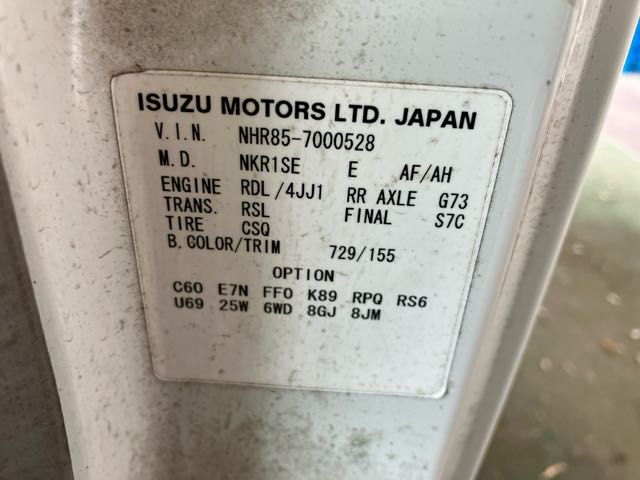 ISUZU MOTORS LTD. JAPAN
V.I.N. NHR85-7000528
M.D. NKR1SE E AF/AH
ENGINE RDL/4JJ1 RR AXLE G73
TRANS. RSL FINAL S7C
TIRE CSQ
B.COLOR/TRIM 729/155
OPTION
C60 E7N FF0 K89 RPQ RS6
U69 25W 6WD 8GJ 8JM